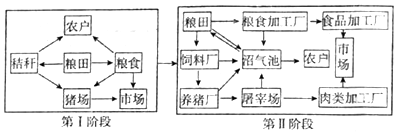 农户
秸秆 粮田 粮食
猪场 市场
第Ⅰ阶段
粮田 粮食加工厂 食品加工厂
饲料厂 沼气池 农户 市场
养猪厂 屠宰场 肉类加工厂
第Ⅱ阶段